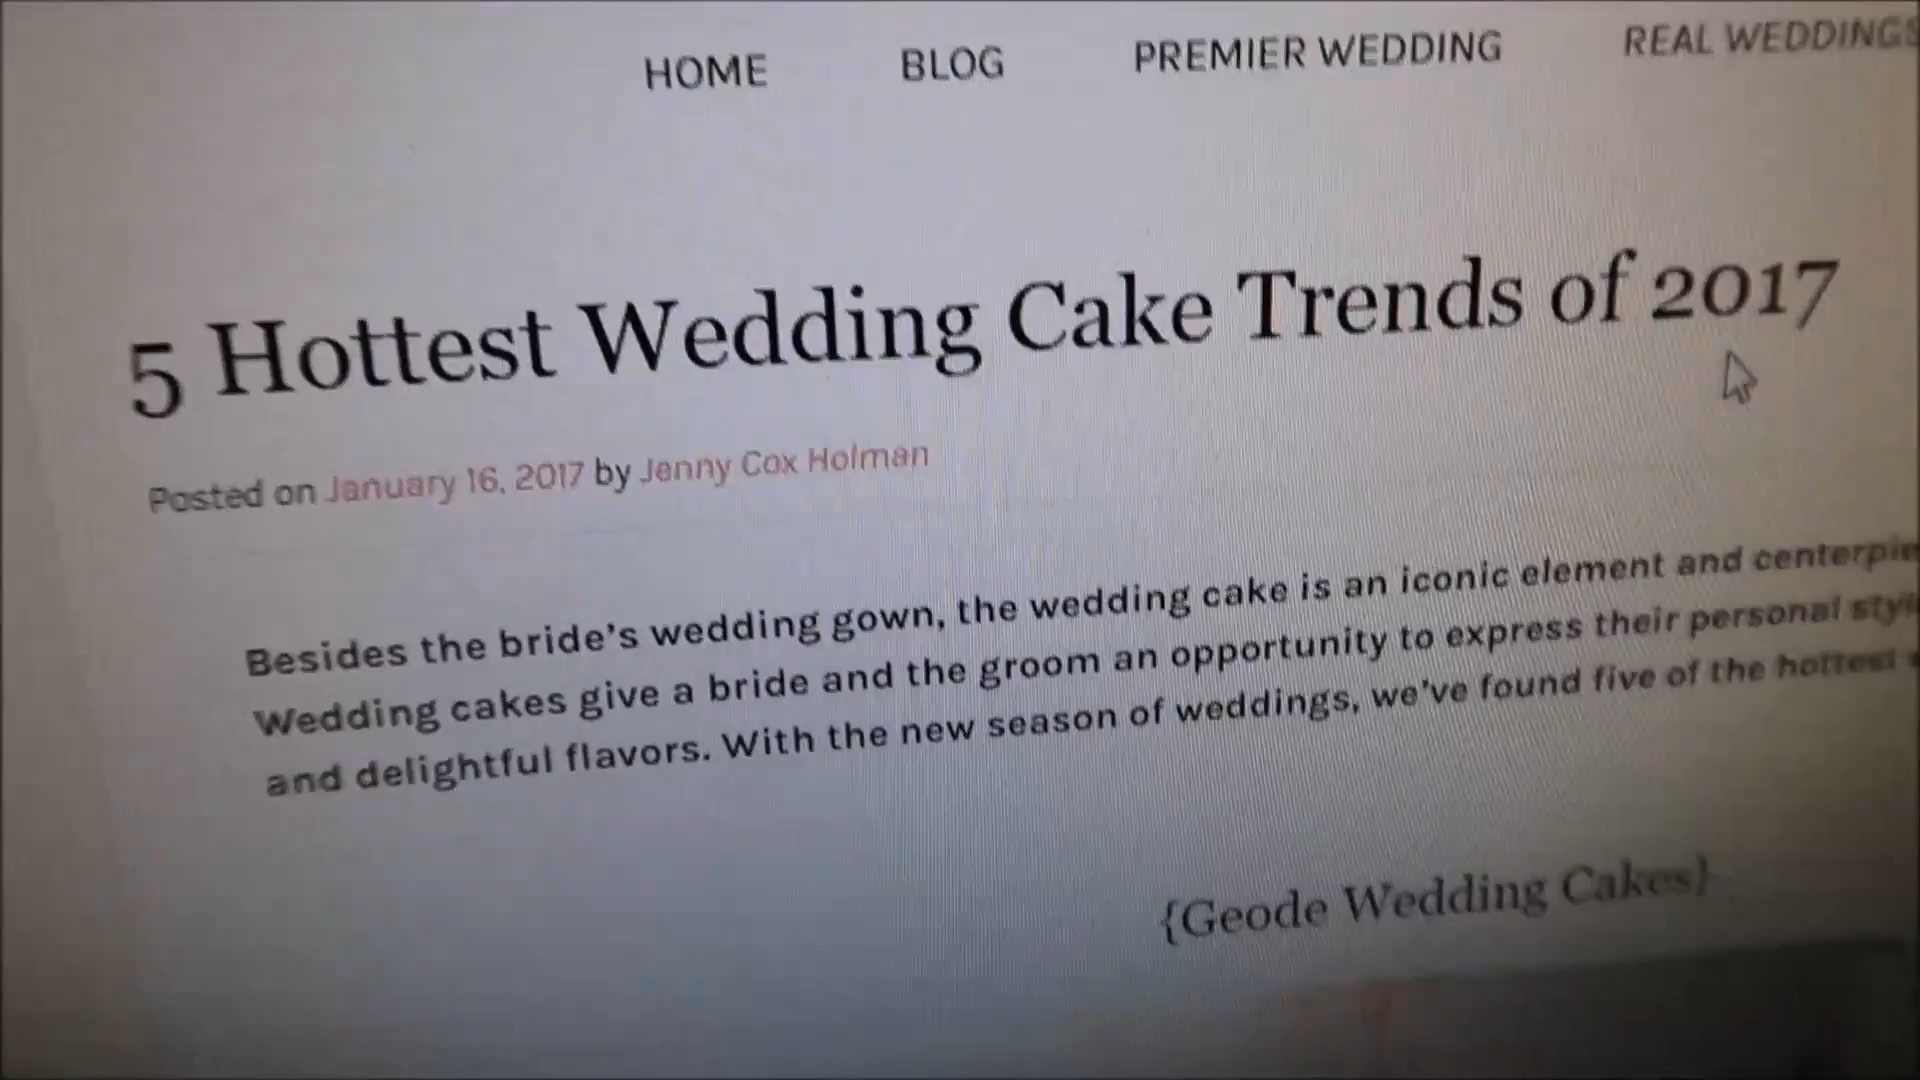 HOME BLOG PREMIER WEDDING REAL WEDDINGS
5 Hottest Wedding Cake Trends of 2017
Posted on January 16, 2017 by Jenny Cox Holman
Besides the bride's wedding gown, the wedding cake is an iconic element and
Wedding cakes give a bride and the groom an opportunity to express their personal
and delightful flavors. With the new season of weddings, we've found five of the hottest
{Geode Wedding Cakes}